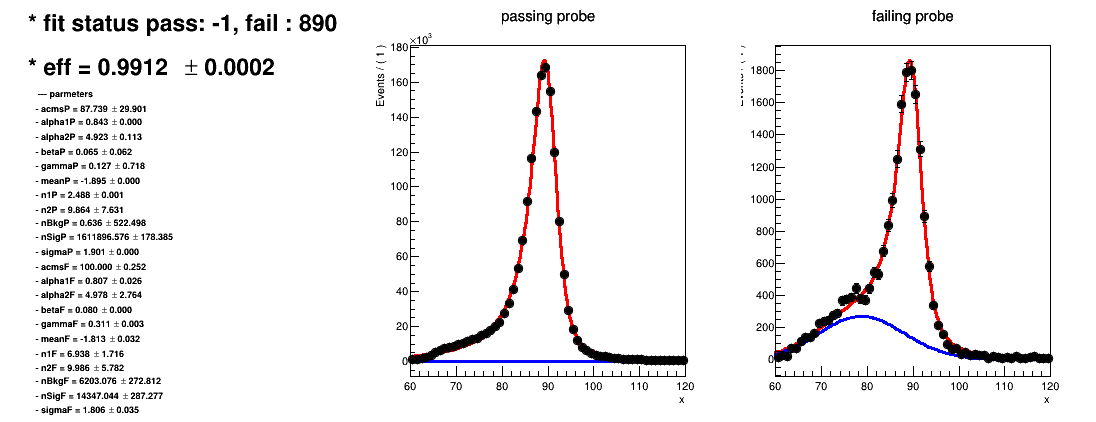 * fit status pass: -1, fail : 890
* eff = 0.9912 ± 0.0002
--- parmeters
- acmsP = 87.739 ± 29.901
- alpha1P = 0.843 ± 0.000
- alpha2P = 4.923 ± 0.113
- betaP = 0.065 ± 0.062
- gammaP = 0.127 ± 0.718
- meanP = -1.895 ± 0.000
- n1P = 2.488 ± 0.001
- n2P = 9.864 ± 7.631
- nBkgP = 0.636 ± 522.498
- nSigP = 1611896.576 ± 178.385
- sigmaP = 1.901 ± 0.000
- acmsF = 100.000 ± 0.252
- alpha1F = 0.807 ± 0.026
- alpha2F = 4.978 ± 2.764
- betaF = 0.080 ± 0.000
- gammaF = 0.311 ± 0.003
- meanF = -1.813 ± 0.032
- n1F = 6.938 ± 1.716
- n2F = 9.986 ± 5.782
- nBkgF = 6203.076 ± 272.812
- nSigF = 14347.044 ± 287.277
- sigmaF = 1.806 ± 0.035
passing probe
×10³
Events / ( 1 )
180
160
140
120
100
80
60
40
20
0
60 70 80 90 100 110 120
x
failing probe
Events / ( 1 )
1800
1600
1400
1200
1000
800
600
400
200
0
60 70 80 90 100 110 120
x